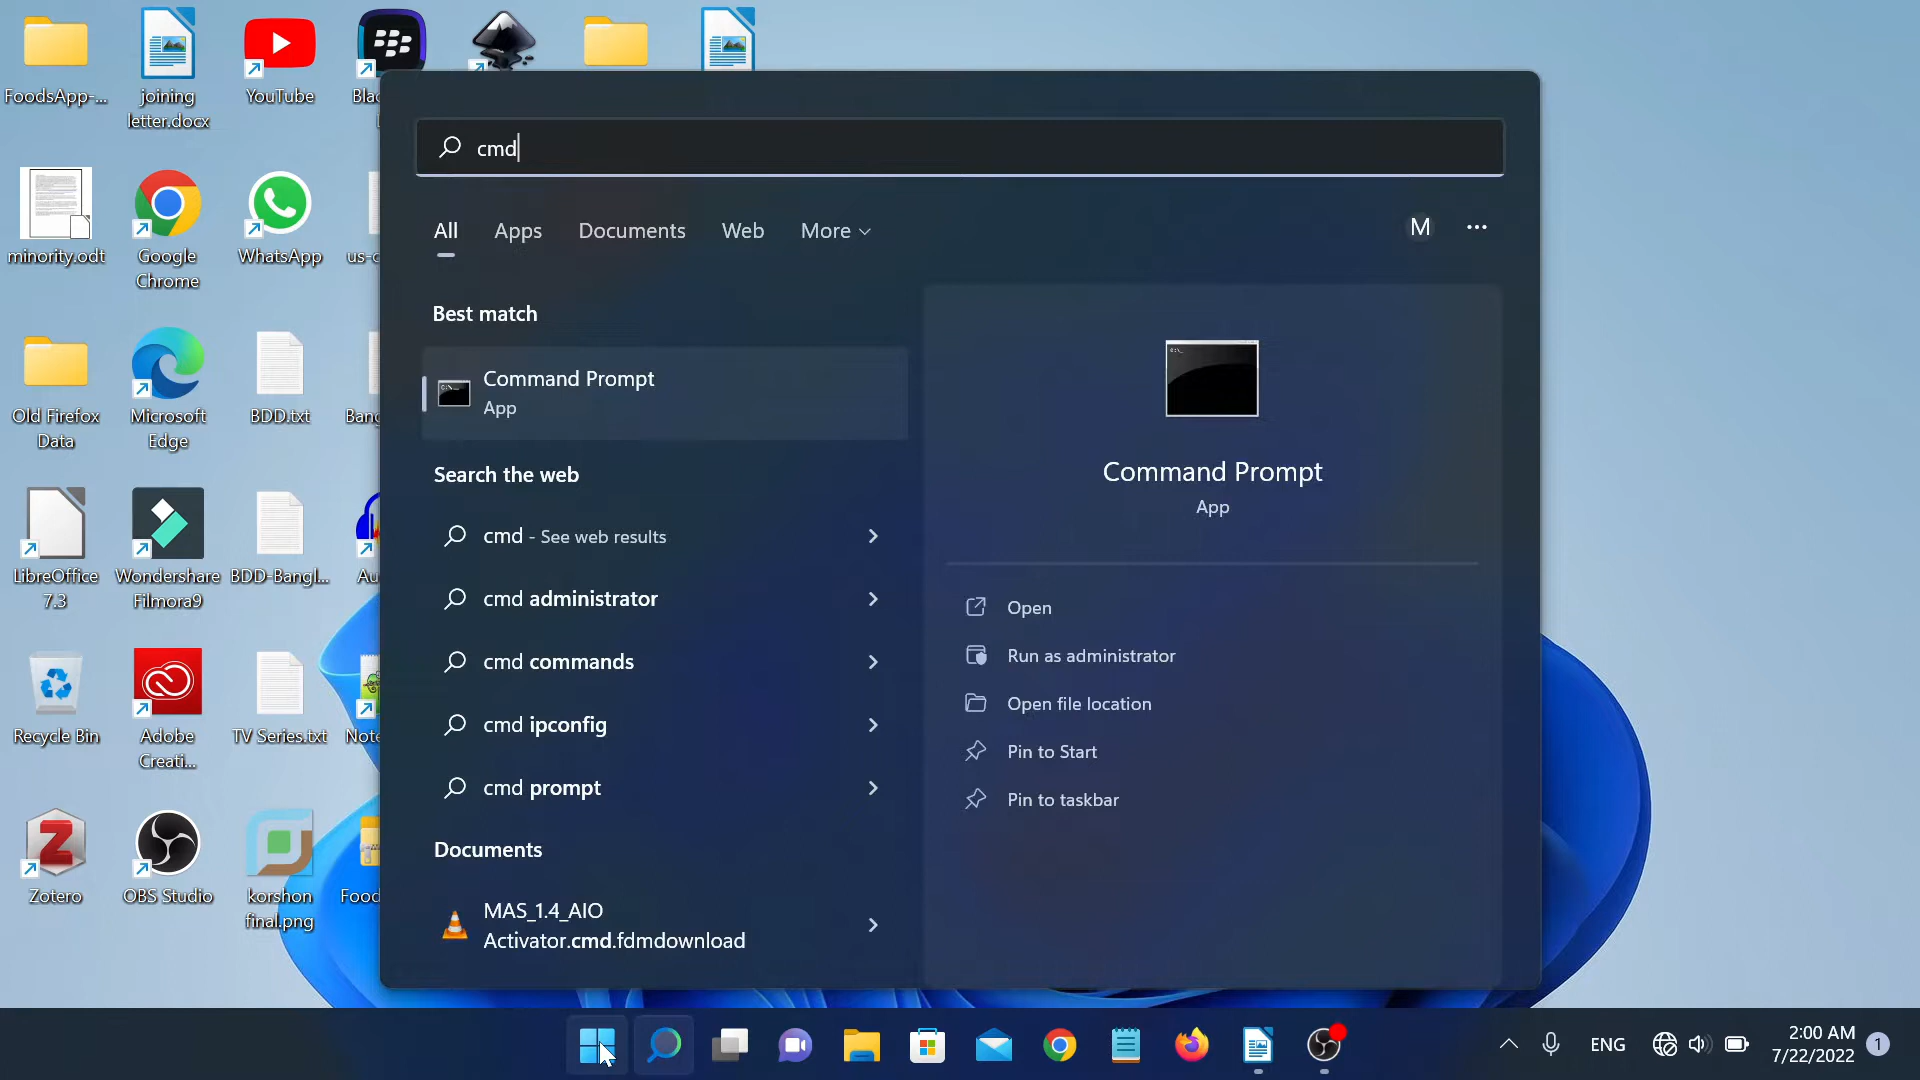 FoodsApp-...
joining
letter.docx
YouTube
minority.odt
Google
Chrome
WhatsApp
Old Firefox
Data
Microsoft
Edge
BDD.txt
LibreOffice
7.3
Wondershare
Filmora9
BDD-Bangl...
Recycle Bin
Adobe
Creati...
TV Series.txt
Zotero
OBS Studio
korshon
final.png
cmd
All
Apps
Documents
Web
More
M
Best match
Command Prompt
App
Search the web
cmd - See web results
cmd administrator
cmd commands
cmd ipconfig
cmd prompt
Documents
MAS_1.4_AIO
Activator.cmd.fdmdownload
Command Prompt
App
Open
Run as administrator
Open file location
Pin to Start
Pin to taskbar
ENG
2:00 AM
7/22/2022
1